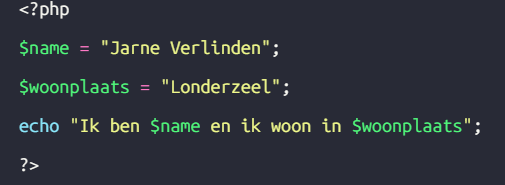 <?php
$name = "Jarne Verlinden";
$woonplaats = "Londerzeel";
echo "Ik ben $name en ik woon in $woonplaats";
?>